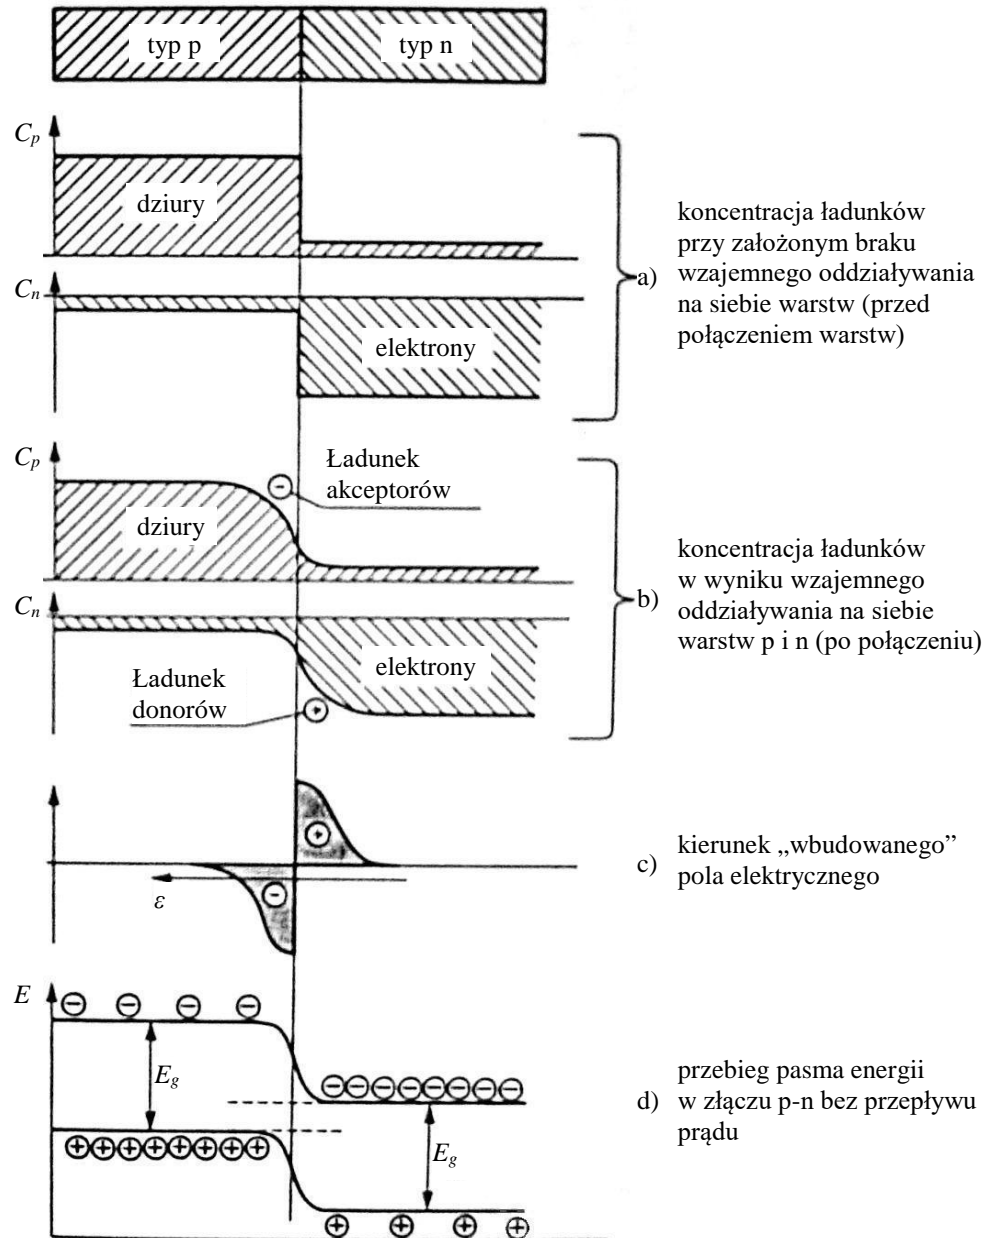 typ p
typ n
C_p
dziury
C_n
elektrony
a)
koncentracja ładunków
przy założonym braku
wzajemnego oddziaływania
na siebie warstw (przed
połączeniem warstw)
C_p
Ładunek
akceptorów
-
dziury
C_n
elektrony
Ładunek
donorów
+
b)
koncentracja ładunków
w wyniku wzajemnego
oddziaływania na siebie
warstw p i n (po połączeniu)
+
-
ε
c)
kierunek „wbudowanego”
pola elektrycznego
E
- - - -
E_g
- - - - - - - -
+ + + + + + + +
E_g
+ + + +
d)
przebieg pasma energii
w złączu p-n bez przepływu
prądu